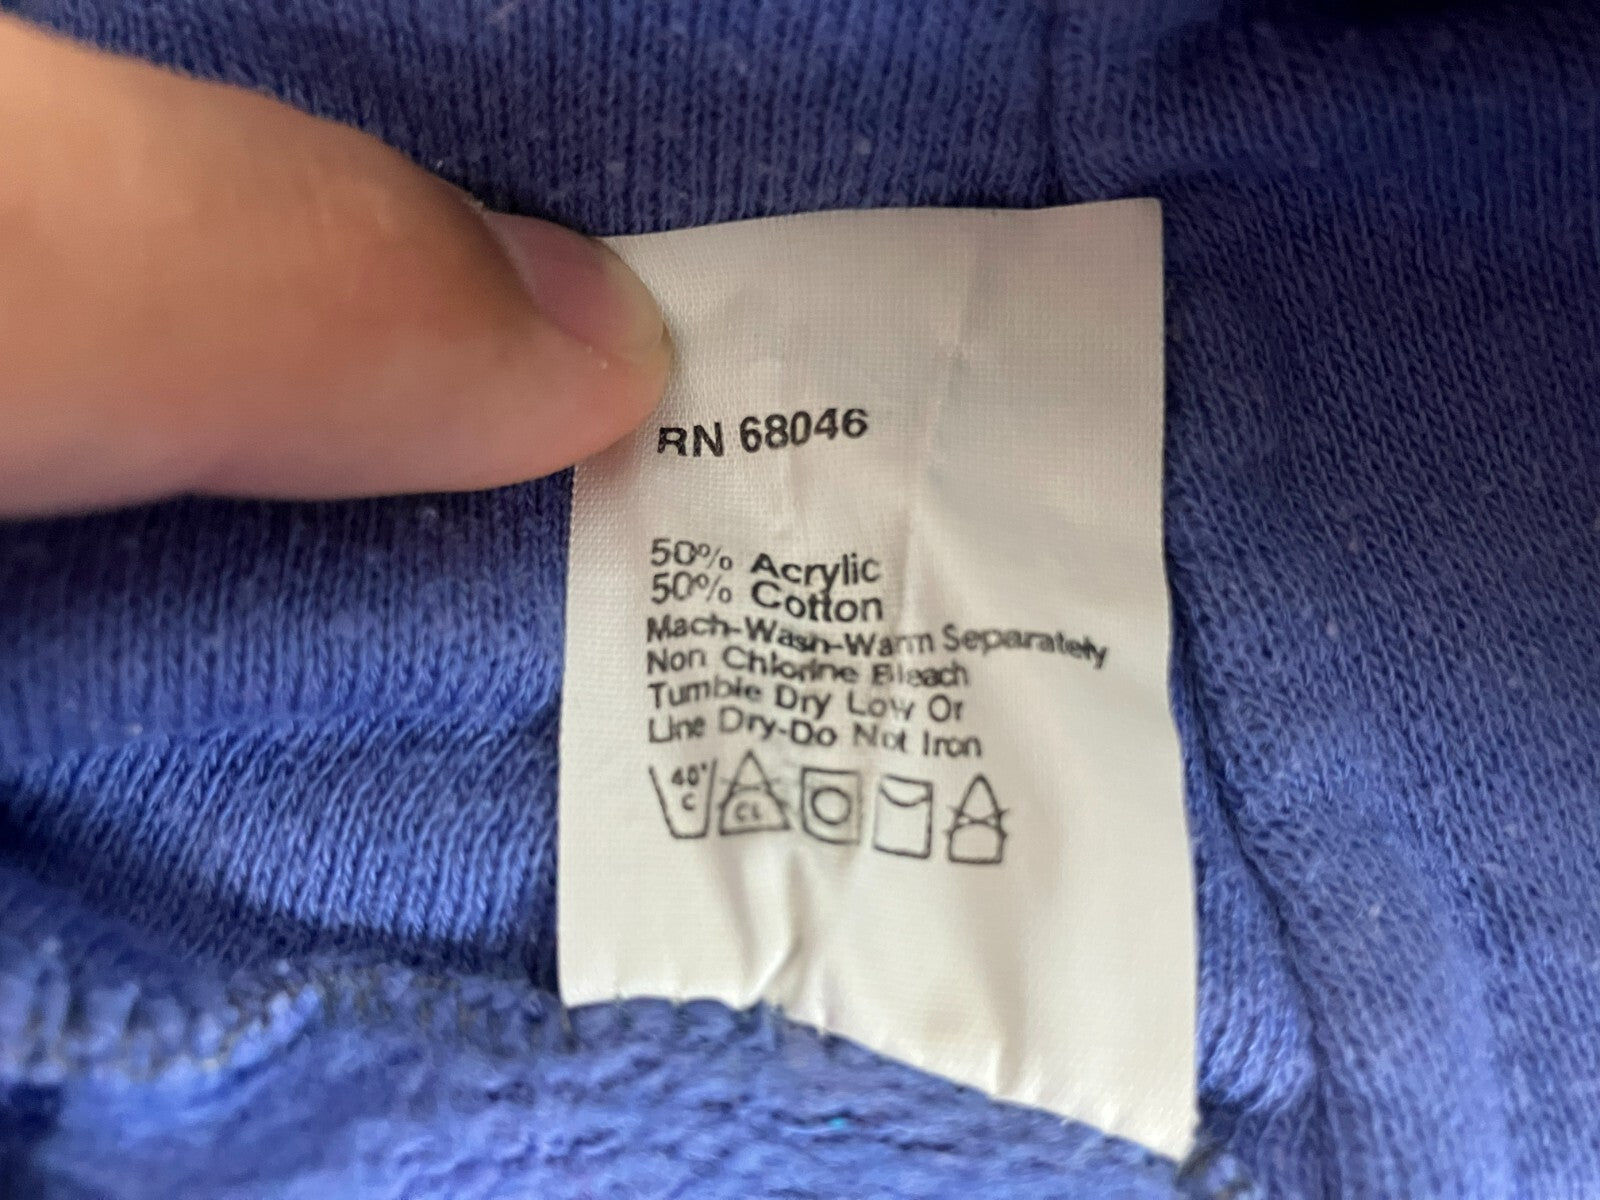 RN 68046
50% Acrylic
50% Cotton
Mach-Wash-Warm Separately
Non Chlorine Bleach
Tumble Dry Low Or
Line Dry-Do Not Iron
40° C CL